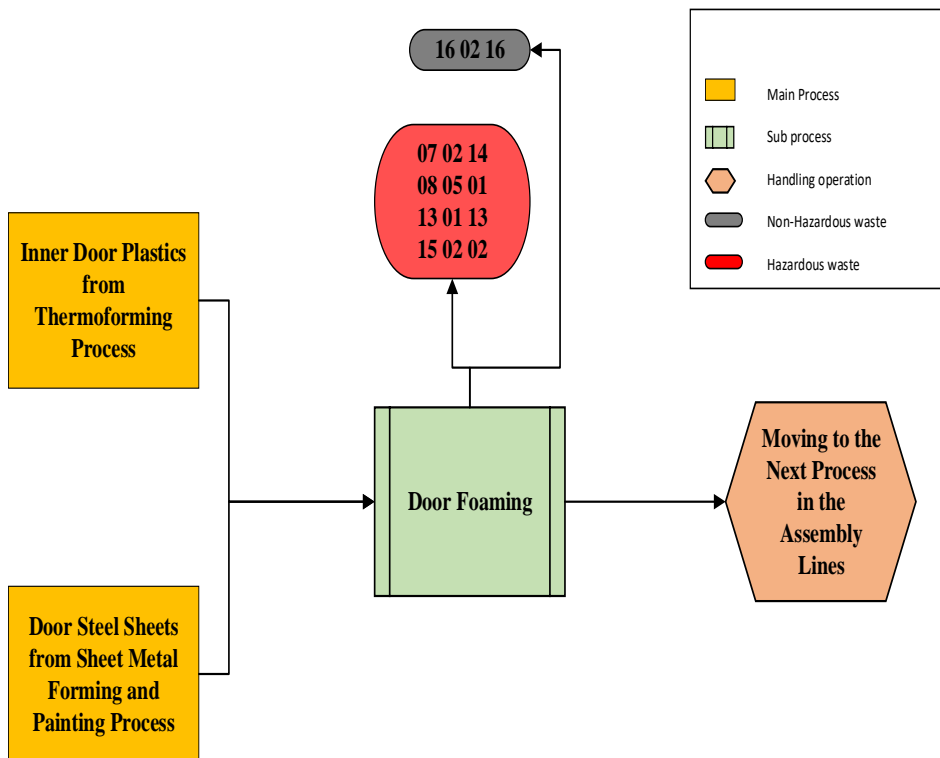 16 02 16
07 02 14
08 05 01
13 01 13
15 02 02
Main Process
Sub process
Handling operation
Non-Hazardous waste
Hazardous waste
Inner Door Plastics
from
Thermoforming
Process
Door Foaming
Moving to the
Next Process
in the
Assembly
Lines
Door Steel Sheets
from Sheet Metal
Forming and
Painting Process